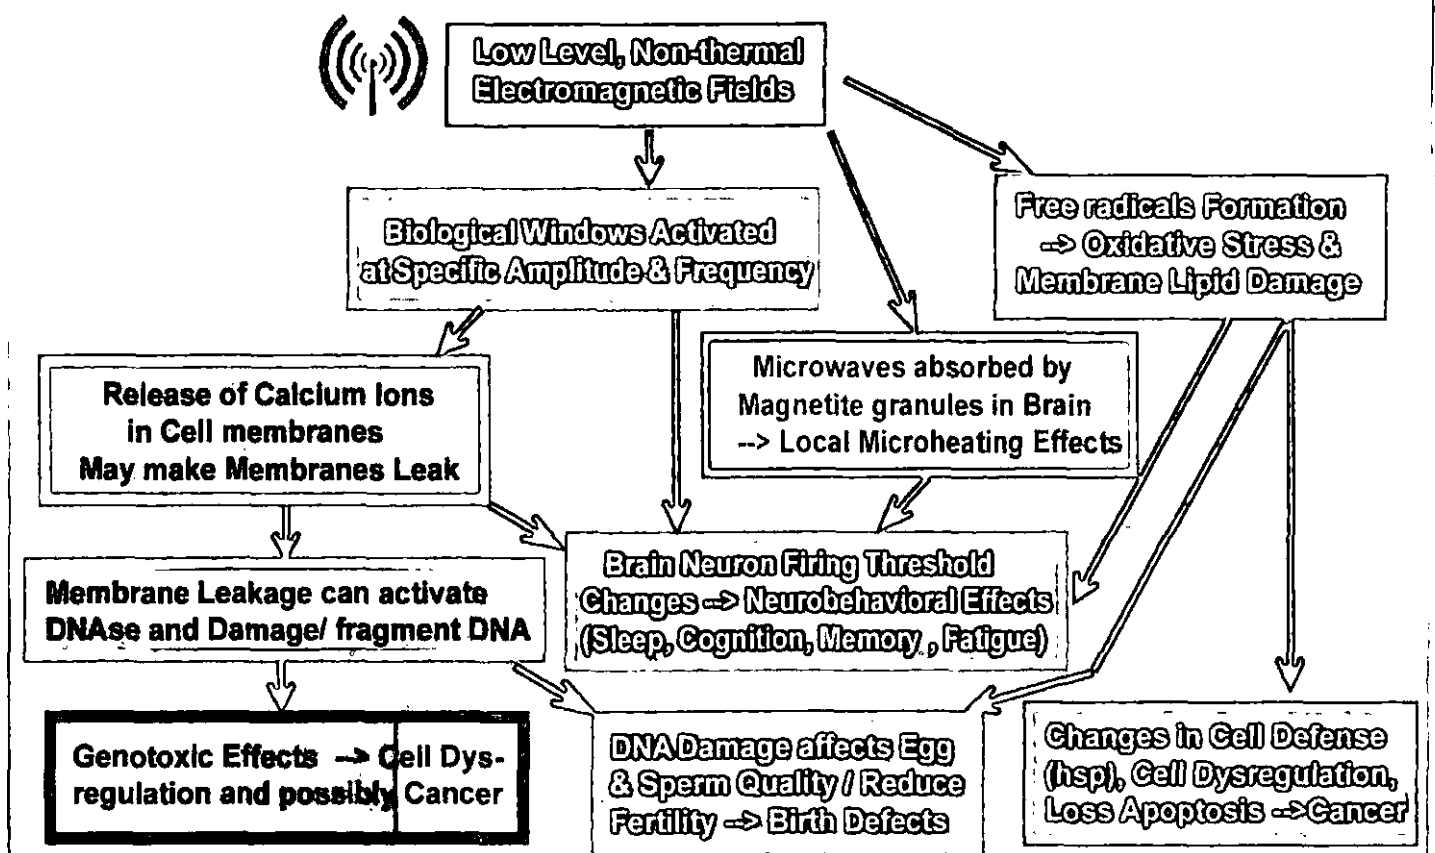 Low Level, Non-thermal
Electromagnetic Fields
Biological Windows Activated
at Specific Amplitude & Frequency
Free radicals Formation
--> Oxidative Stress &
Membrane Lipid Damage
Release of Calcium Ions
in Cell membranes
May make Membranes Leak
Microwaves absorbed by
Magnetite granules in Brain
--> Local Microheating Effects
Membrane Leakage can activate
DNAse and Damage/ fragment DNA
Brain Neuron Firing Threshold
Changes --> Neurobehavioral Effects
(Sleep, Cognition, Memory , Fatigue)
Genotoxic Effects --> Cell Dys-
regulation and possibly Cancer
DNA Damage affects Egg
& Sperm Quality / Reduce
Fertility --> Birth Defects
Changes in Cell Defense
(hsp), Cell Dysregulation,
Loss Apoptosis -->Cancer